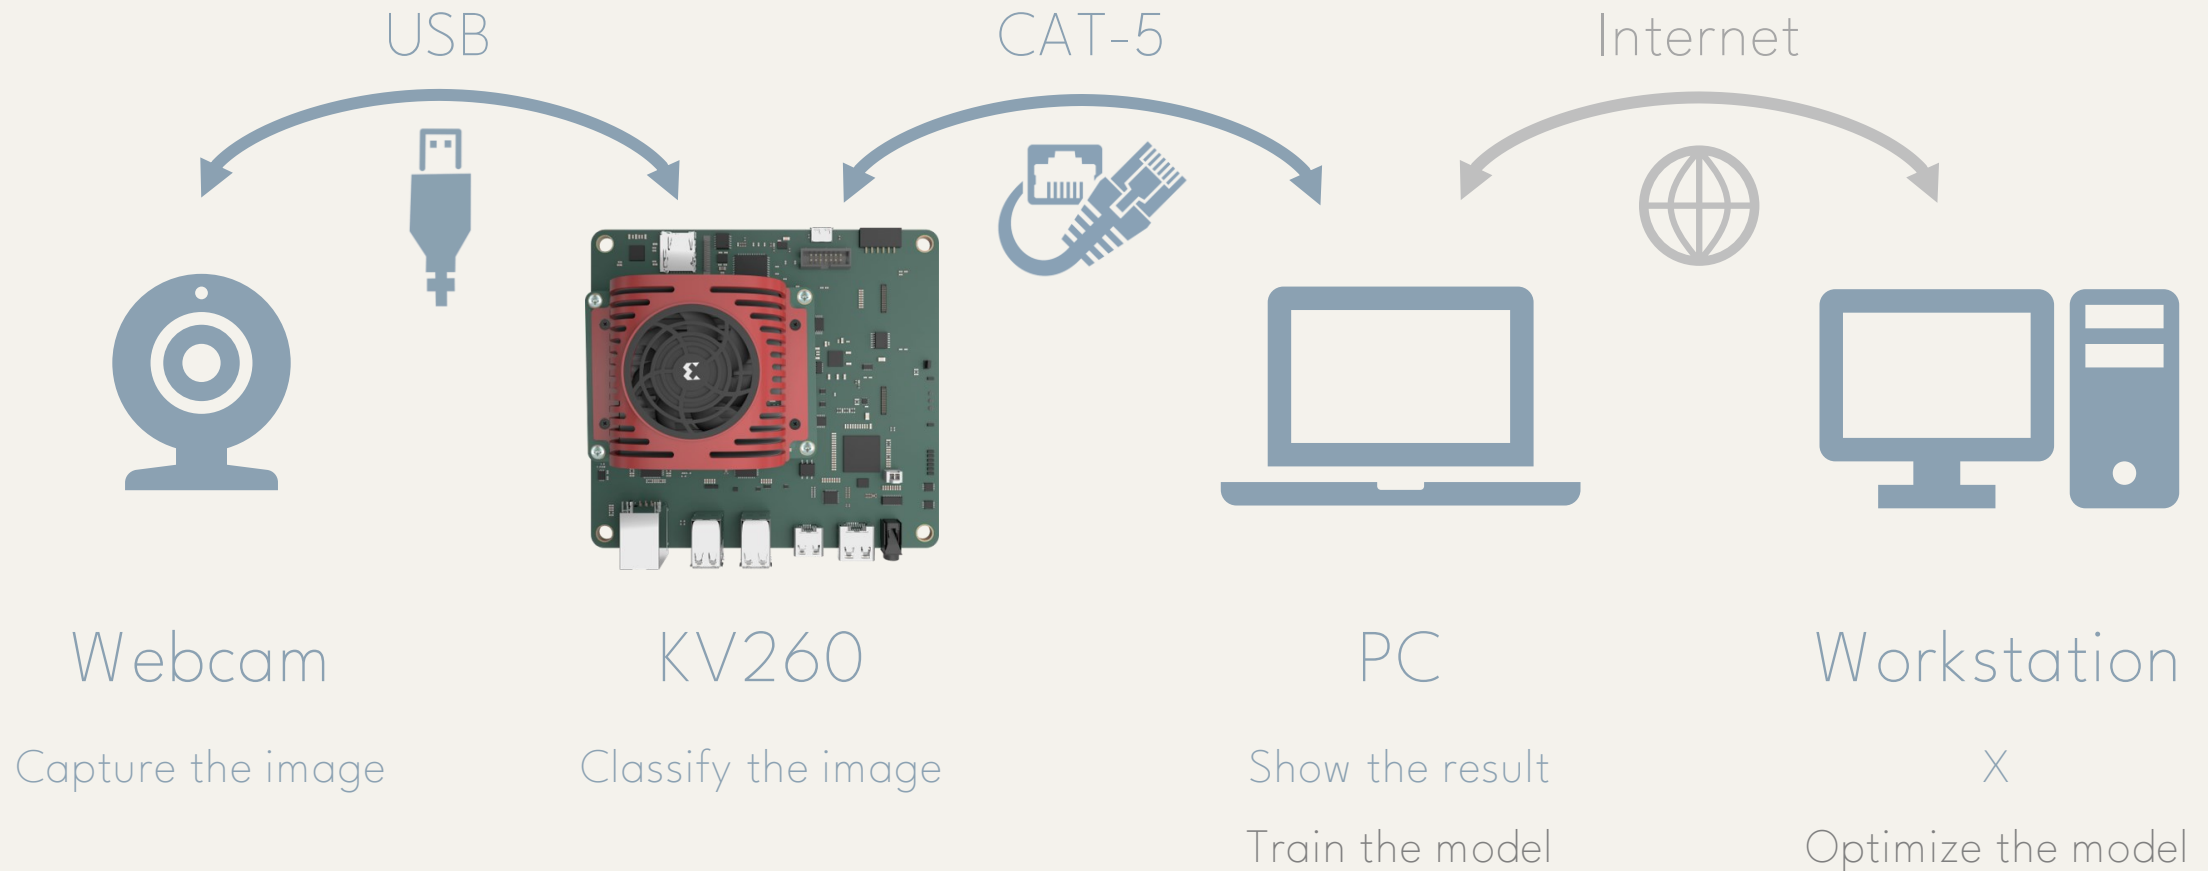 USB
CAT-5
Internet
Webcam
KV260
PC
Workstation
Capture the image
Classify the image
Show the result
X
Train the model
Optimize the model